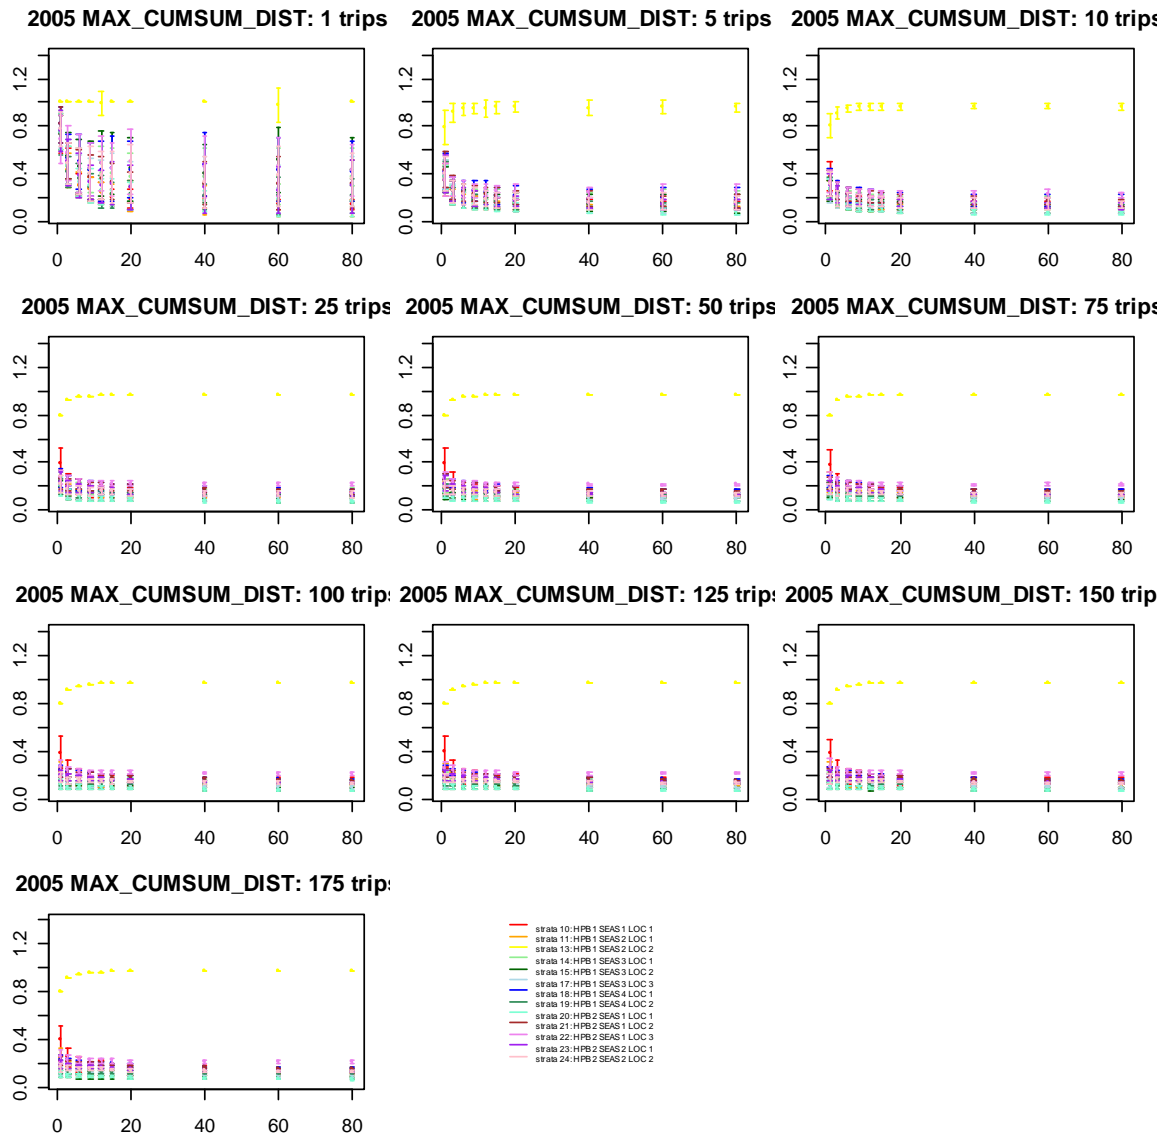 2005 MAX_CUMSUM_DIST: 1 trips 2005 MAX_CUMSUM_DIST: 5 trips 2005 MAX_CUMSUM_DIST: 10 trips
0.0 0.4 0.8 1.2 0.0 0.4 0.8 1.2 0.0 0.4 0.8 1.2
0 20 40 60 80 0 20 40 60 80 0 20 40 60 80
2005 MAX_CUMSUM_DIST: 25 trips 2005 MAX_CUMSUM_DIST: 50 trips 2005 MAX_CUMSUM_DIST: 75 trips
0.0 0.4 0.8 1.2 0.0 0.4 0.8 1.2 0.0 0.4 0.8 1.2
0 20 40 60 80 0 20 40 60 80 0 20 40 60 80
2005 MAX_CUMSUM_DIST: 100 trips 2005 MAX_CUMSUM_DIST: 125 trips 2005 MAX_CUMSUM_DIST: 150 trip
0.0 0.4 0.8 1.2 0.0 0.4 0.8 1.2 0.0 0.4 0.8 1.2
0 20 40 60 80 0 20 40 60 80 0 20 40 60 80
2005 MAX_CUMSUM_DIST: 175 trips
0.0 0.4 0.8 1.2
0 20 40 60 80
strata 10: HPB 1 SEAS 1 LOC 1
strata 11: HPB 1 SEAS 2 LOC 1
strata 13: HPB 1 SEAS 2 LOC 2
strata 14: HPB 1 SEAS 3 LOC 1
strata 15: HPB 1 SEAS 3 LOC 2
strata 17: HPB 1 SEAS 3 LOC 3
strata 18: HPB 1 SEAS 4 LOC 1
strata 19: HPB 1 SEAS 4 LOC 2
strata 20: HPB 2 SEAS 1 LOC 1
strata 21: HPB 2 SEAS 1 LOC 2
strata 22: HPB 2 SEAS 1 LOC 3
strata 23: HPB 2 SEAS 2 LOC 1
strata 24: HPB 2 SEAS 2 LOC 2